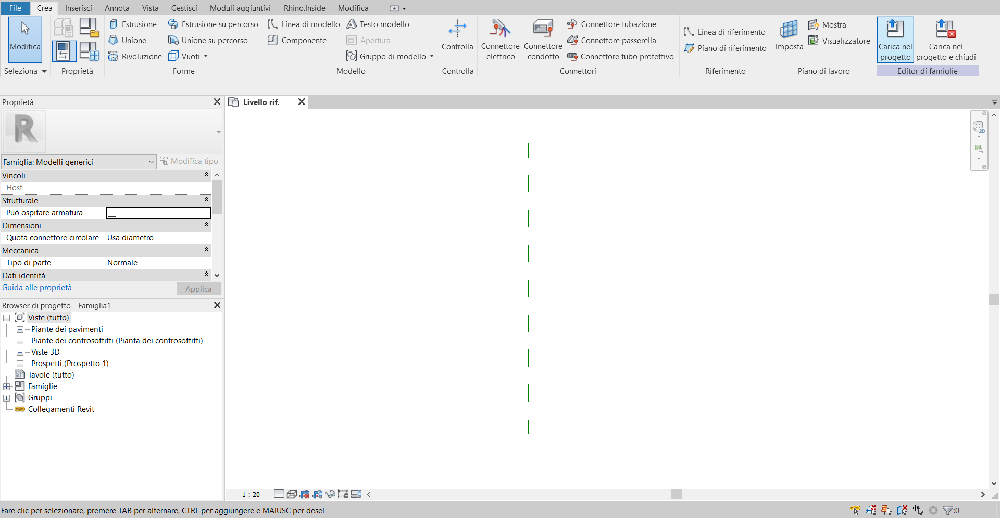 File Crea Inserisci Annota Vista Gestisci Moduli aggiuntivi Rhino.Inside Modifica
Modifica
Seleziona
Proprietà
Estrusione Estrusione su percorso
Unione Unione su percorso
Rivoluzione Vuoti
Forme
Linea di modello Testo modello
Componente Apertura
Gruppo di modello
Modello
Controlla
Controlla
Connettore elettrico
Connettore condotto
Connettore tubazione
Connettore passerella
Connettore tubo protettivo
Connettori
Linea di riferimento
Piano di riferimento
Riferimento
Imposta
Mostra
Visualizzatore
Piano di lavoro
Carica nel progetto
Carica nel progetto e chiudi
Editor di famiglie
Proprietà
R
Famiglia: Modelli generici Modifica tipo
Vincoli
Host
Strutturale
Può ospitare armatura
Dimensioni
Quota connettore circolare Usa diametro
Meccanica
Tipo di parte Normale
Dati identità
Guida alle proprietà Applica
Browser di progetto - Famiglia1
Viste (tutto)
Piante dei pavimenti
Piante dei controsoffitti (Pianta dei controsoffitti)
Viste 3D
Prospetti (Prospetto 1)
Tavole (tutto)
Famiglie
Gruppi
Collegamenti Revit
Livello rif.
2D
1 : 20
Fare clic per selezionare, premere TAB per alternare, CTRL per aggiungere e MAIUSC per desel
:0